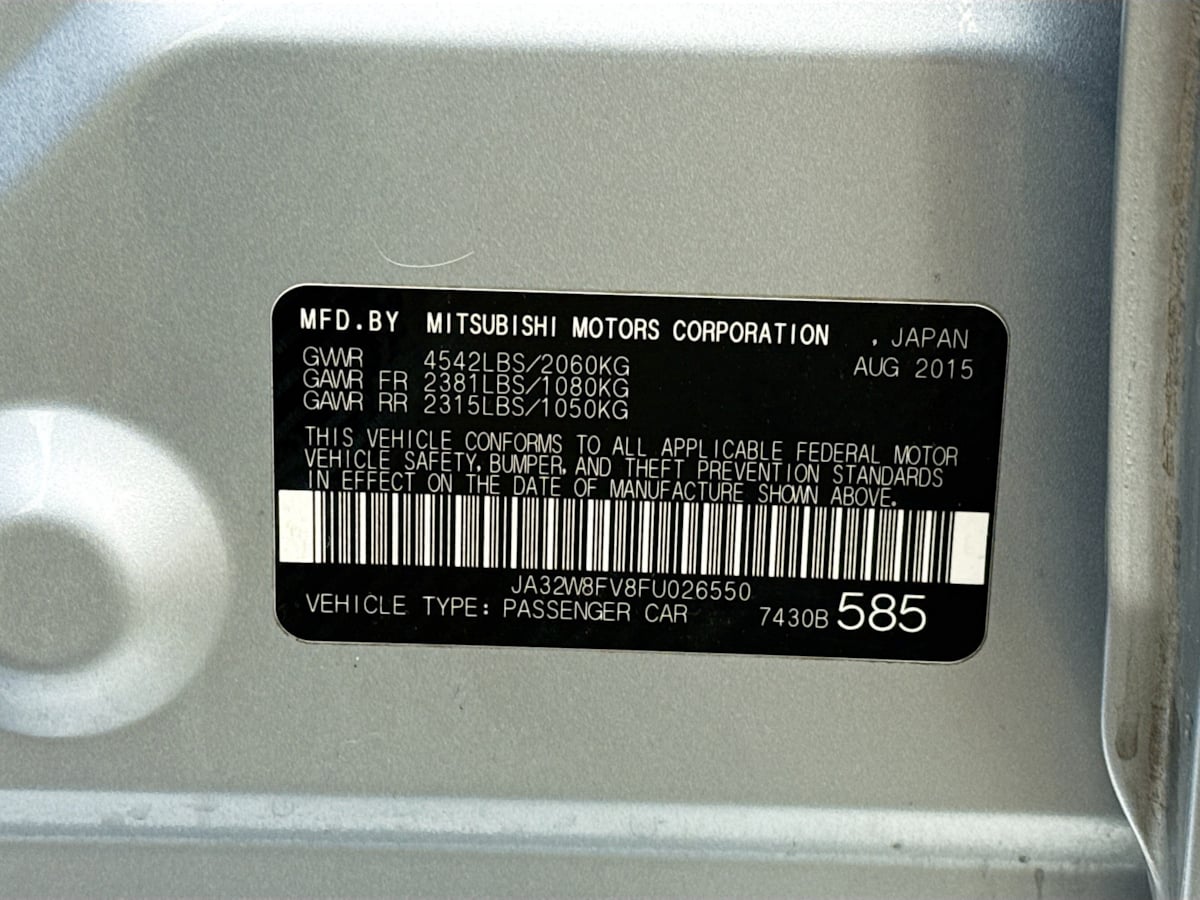 MFD.BY MITSUBISHI MOTORS CORPORATION , JAPAN
GVWR 4542LBS/2060KG AUG 2015
GAWR FR 2381LBS/1080KG
GAWR RR 2315LBS/1050KG
THIS VEHICLE CONFORMS TO ALL APPLICABLE FEDERAL MOTOR
VEHICLE SAFETY, BUMPER, AND THEFT PREVENTION STANDARDS
IN EFFECT ON THE DATE OF MANUFACTURE SHOWN ABOVE.
JA32W8FV8FU026550
VEHICLE TYPE: PASSENGER CAR 7430B 585